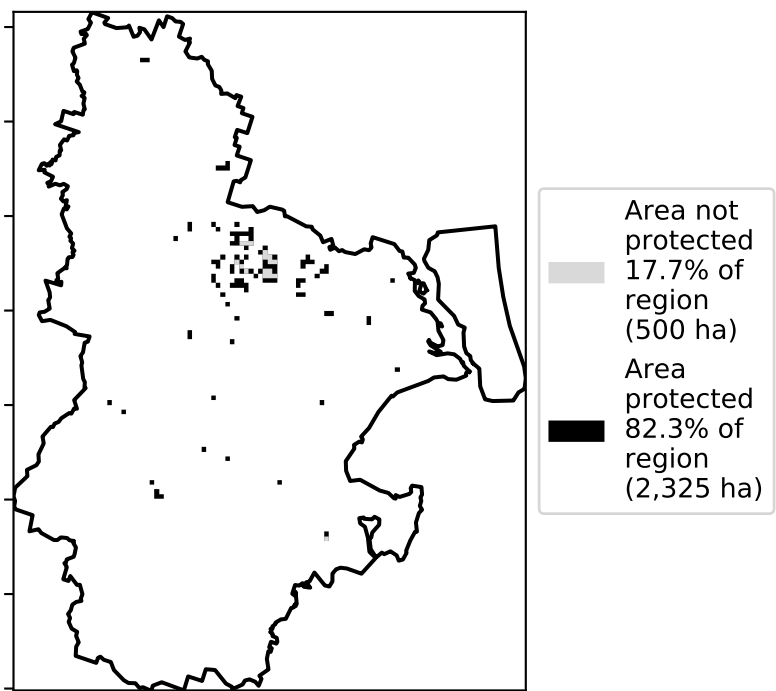 Area not
protected
17.7% of
region
(500 ha)
Area
protected
82.3% of
region
(2,325 ha)